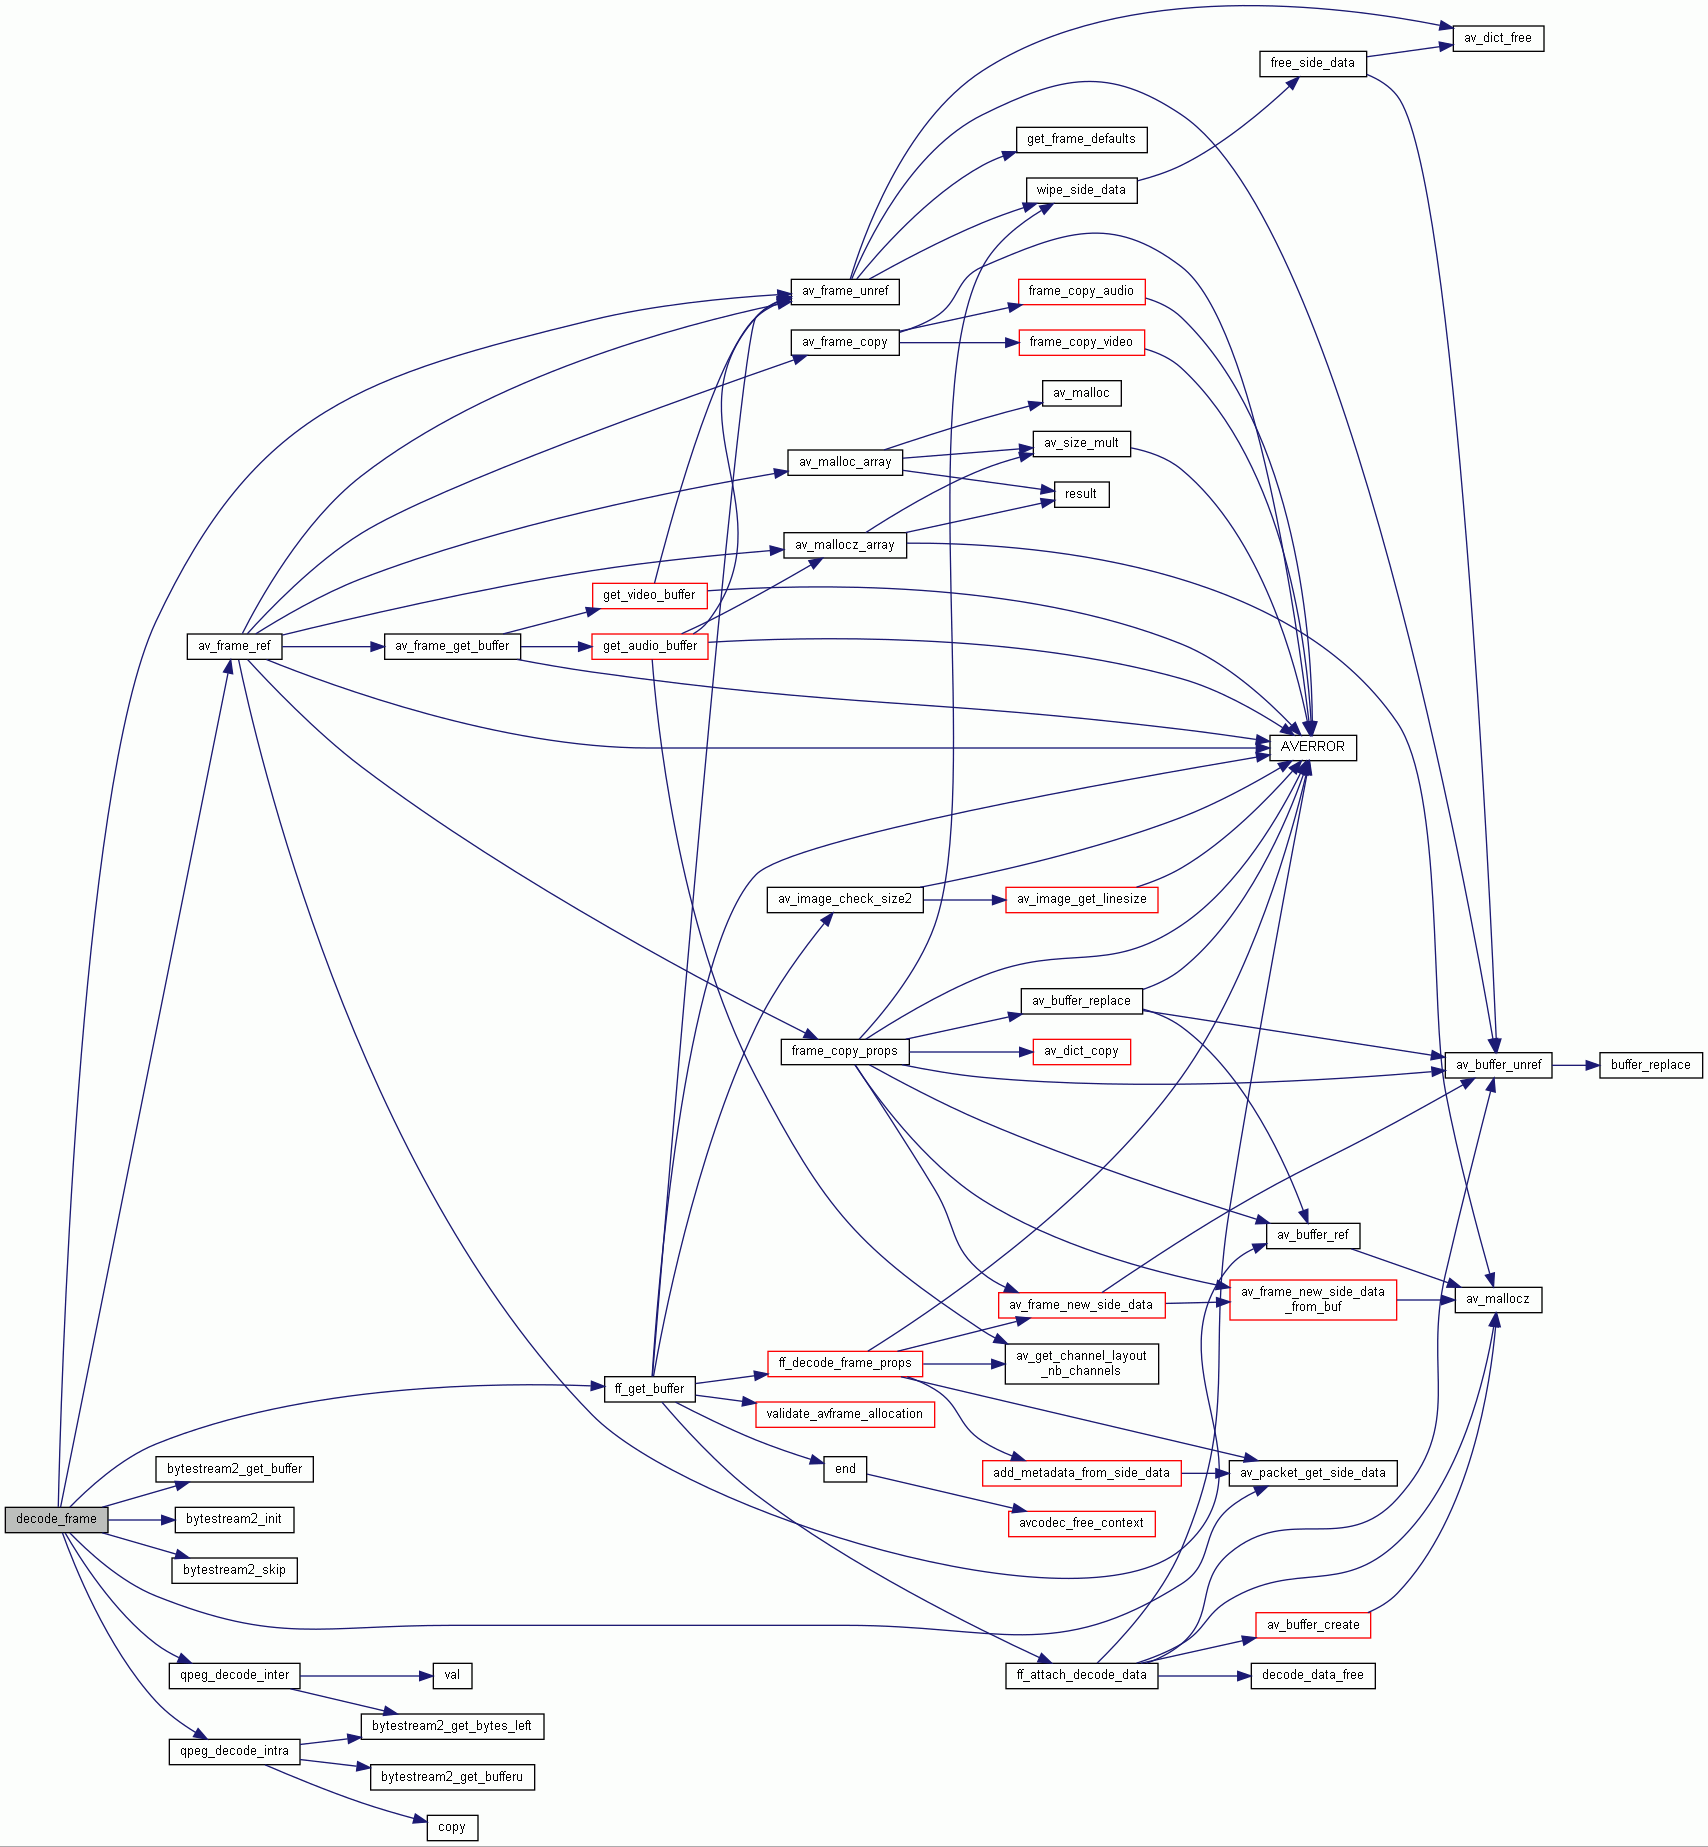 av_dict_free
free_side_data
get_frame_defaults
wipe_side_data
av_frame_unref
frame_copy_audio
av_frame_copy
frame_copy_video
av_malloc
av_size_mult
av_malloc_array
result
av_mallocz_array
get_video_buffer
av_frame_ref
av_frame_get_buffer
get_audio_buffer
AVERROR
av_image_check_size2
av_image_get_linesize
av_buffer_replace
frame_copy_props
av_dict_copy
av_buffer_unref
buffer_replace
av_buffer_ref
av_frame_new_side_data
_from_buf
av_mallocz
av_frame_new_side_data
ff_decode_frame_props
av_get_channel_layout
_nb_channels
ff_get_buffer
validate_avframe_allocation
bytestream2_get_buffer
end
add_metadata_from_side_data
av_packet_get_side_data
decode_frame
bytestream2_init
avcodec_free_context
bytestream2_skip
av_buffer_create
qpeg_decode_inter
val
ff_attach_decode_data
decode_data_free
bytestream2_get_bytes_left
qpeg_decode_intra
bytestream2_get_bufferu
copy